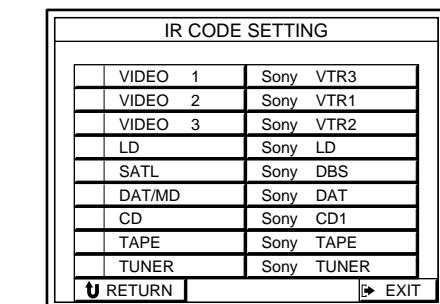 IR CODE SETTING
VIDEO 1 Sony VTR3
VIDEO 2 Sony VTR1
VIDEO 3 Sony VTR2
LD Sony LD
SATL Sony DBS
DAT/MD Sony DAT
CD Sony CD1
TAPE Sony TAPE
TUNER Sony TUNER
RETURN EXIT